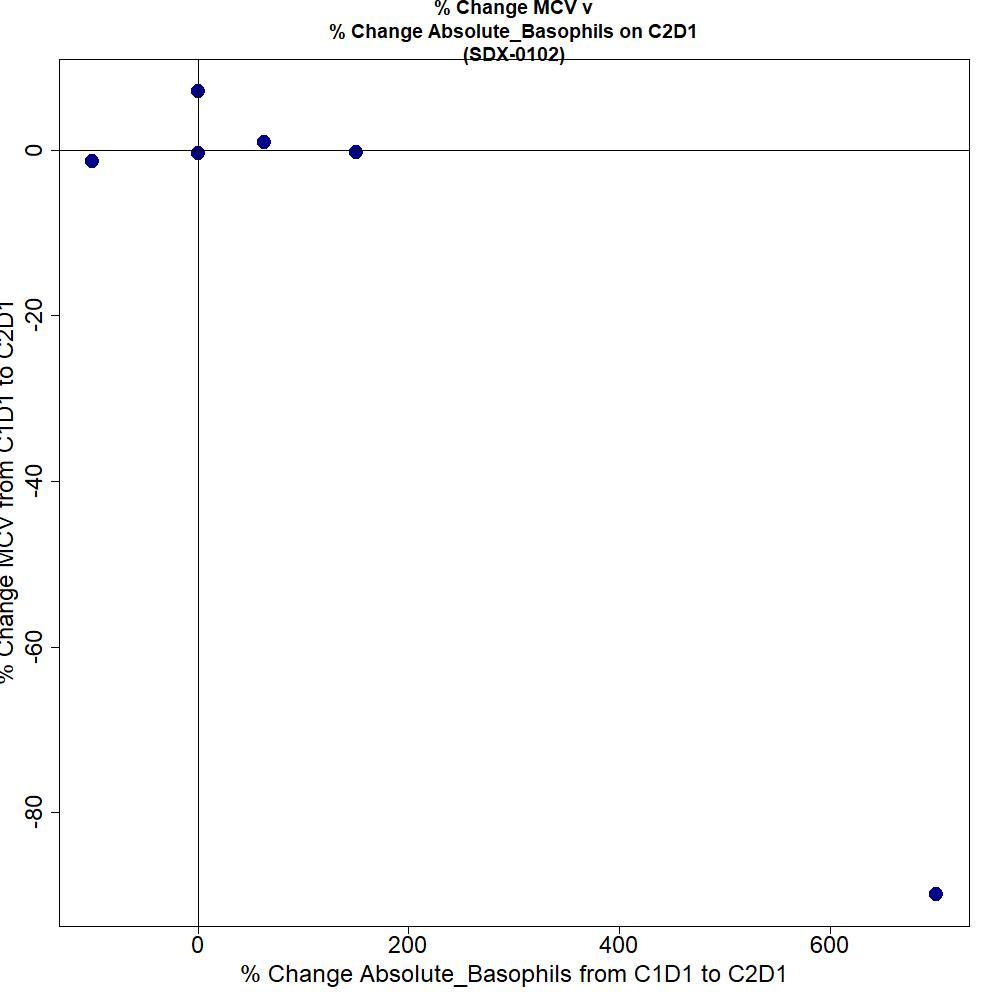 % Change MCV v
% Change Absolute_Basophils on C2D1
(SDX-0102)
% Change MCV from C1D1 to C2D1
0
-20
-40
-60
-80
0
200
400
600
% Change Absolute_Basophils from C1D1 to C2D1